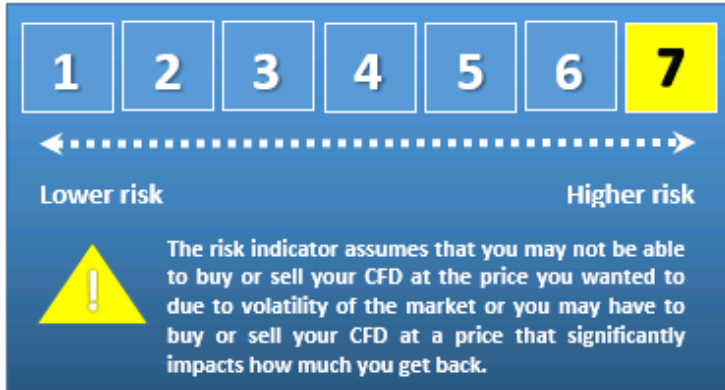 1 2 3 4 5 6 7
Lower risk Higher risk
!
The risk indicator assumes that you may not be able
to buy or sell your CFD at the price you wanted to
due to volatility of the market or you may have to
buy or sell your CFD at a price that significantly
impacts how much you get back.